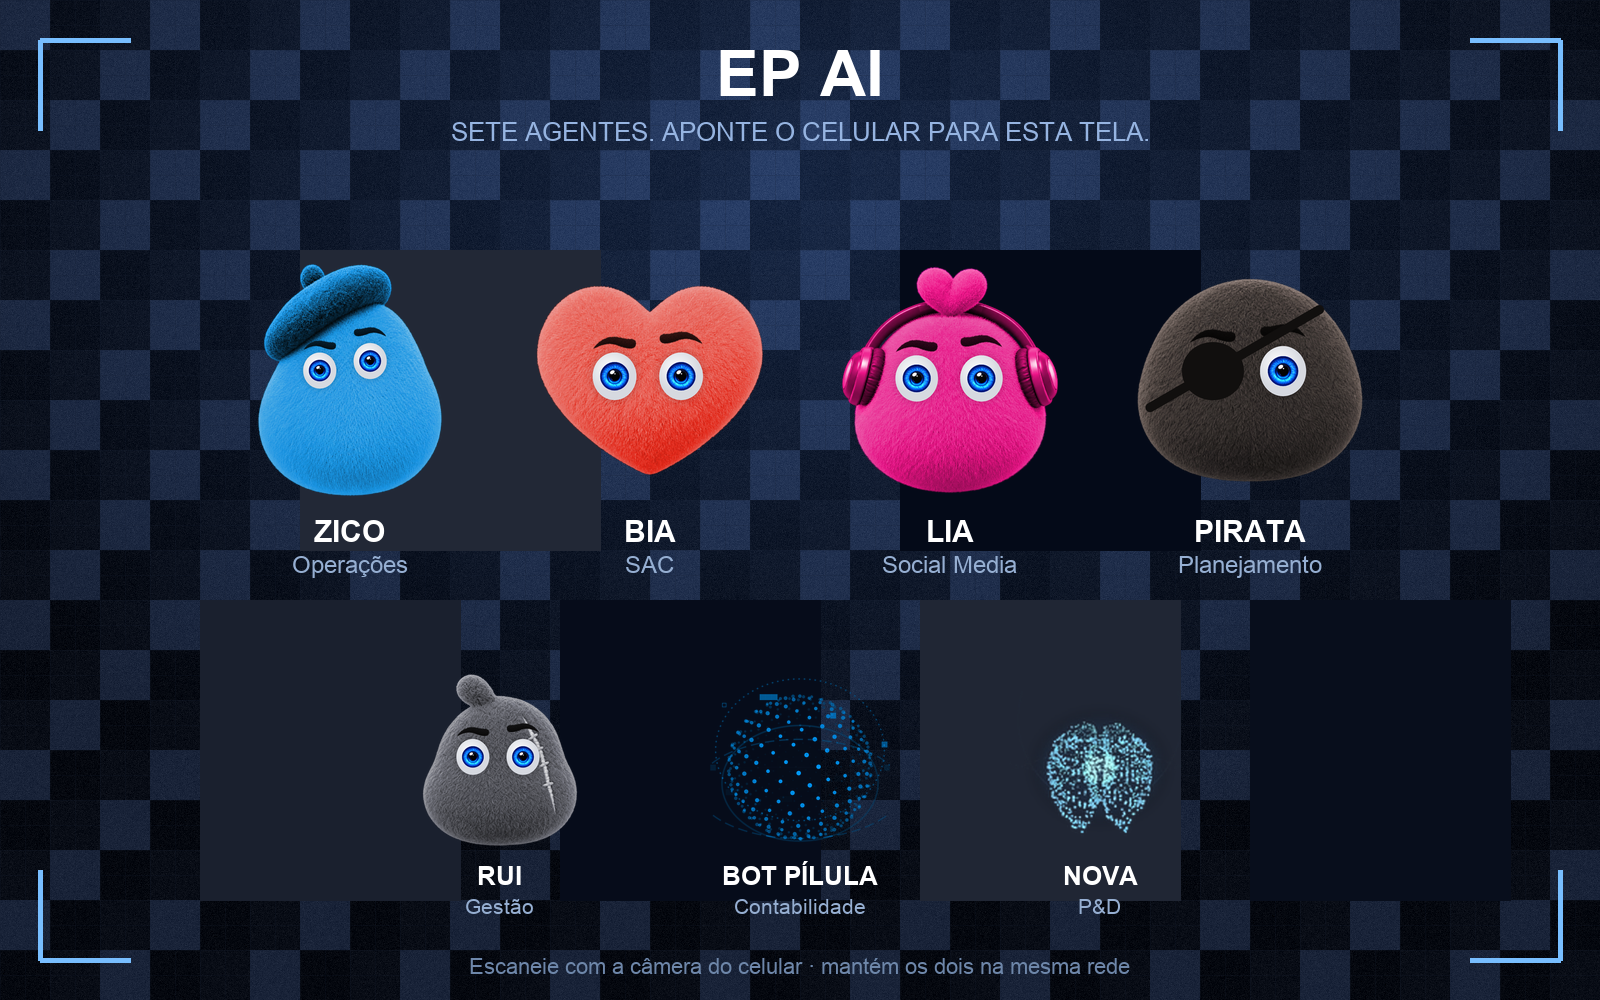 EP AI
SETE AGENTES. APONTE O CELULAR PARA ESTA TELA.
ZICO
Operações
BIA
SAC
LIA
Social Media
PIRATA
Planejamento
RUI
Gestão
BOT PÍLULA
Contabilidade
NOVA
P&D
Escaneie com a câmera do celular · mantém os dois na mesma rede